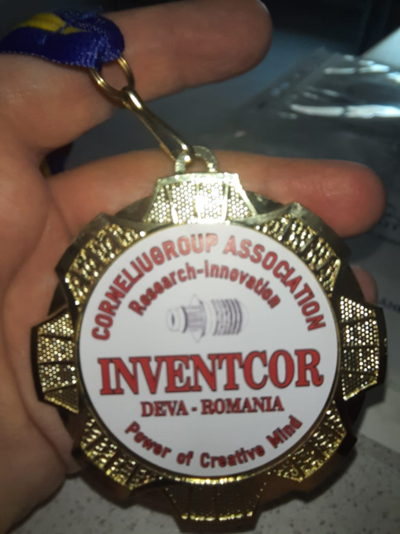 CORNELIUGROUP ASSOCIATION
Research-innovation
INVENTCOR
DEVA - ROMANIA
Power of Creative Mind